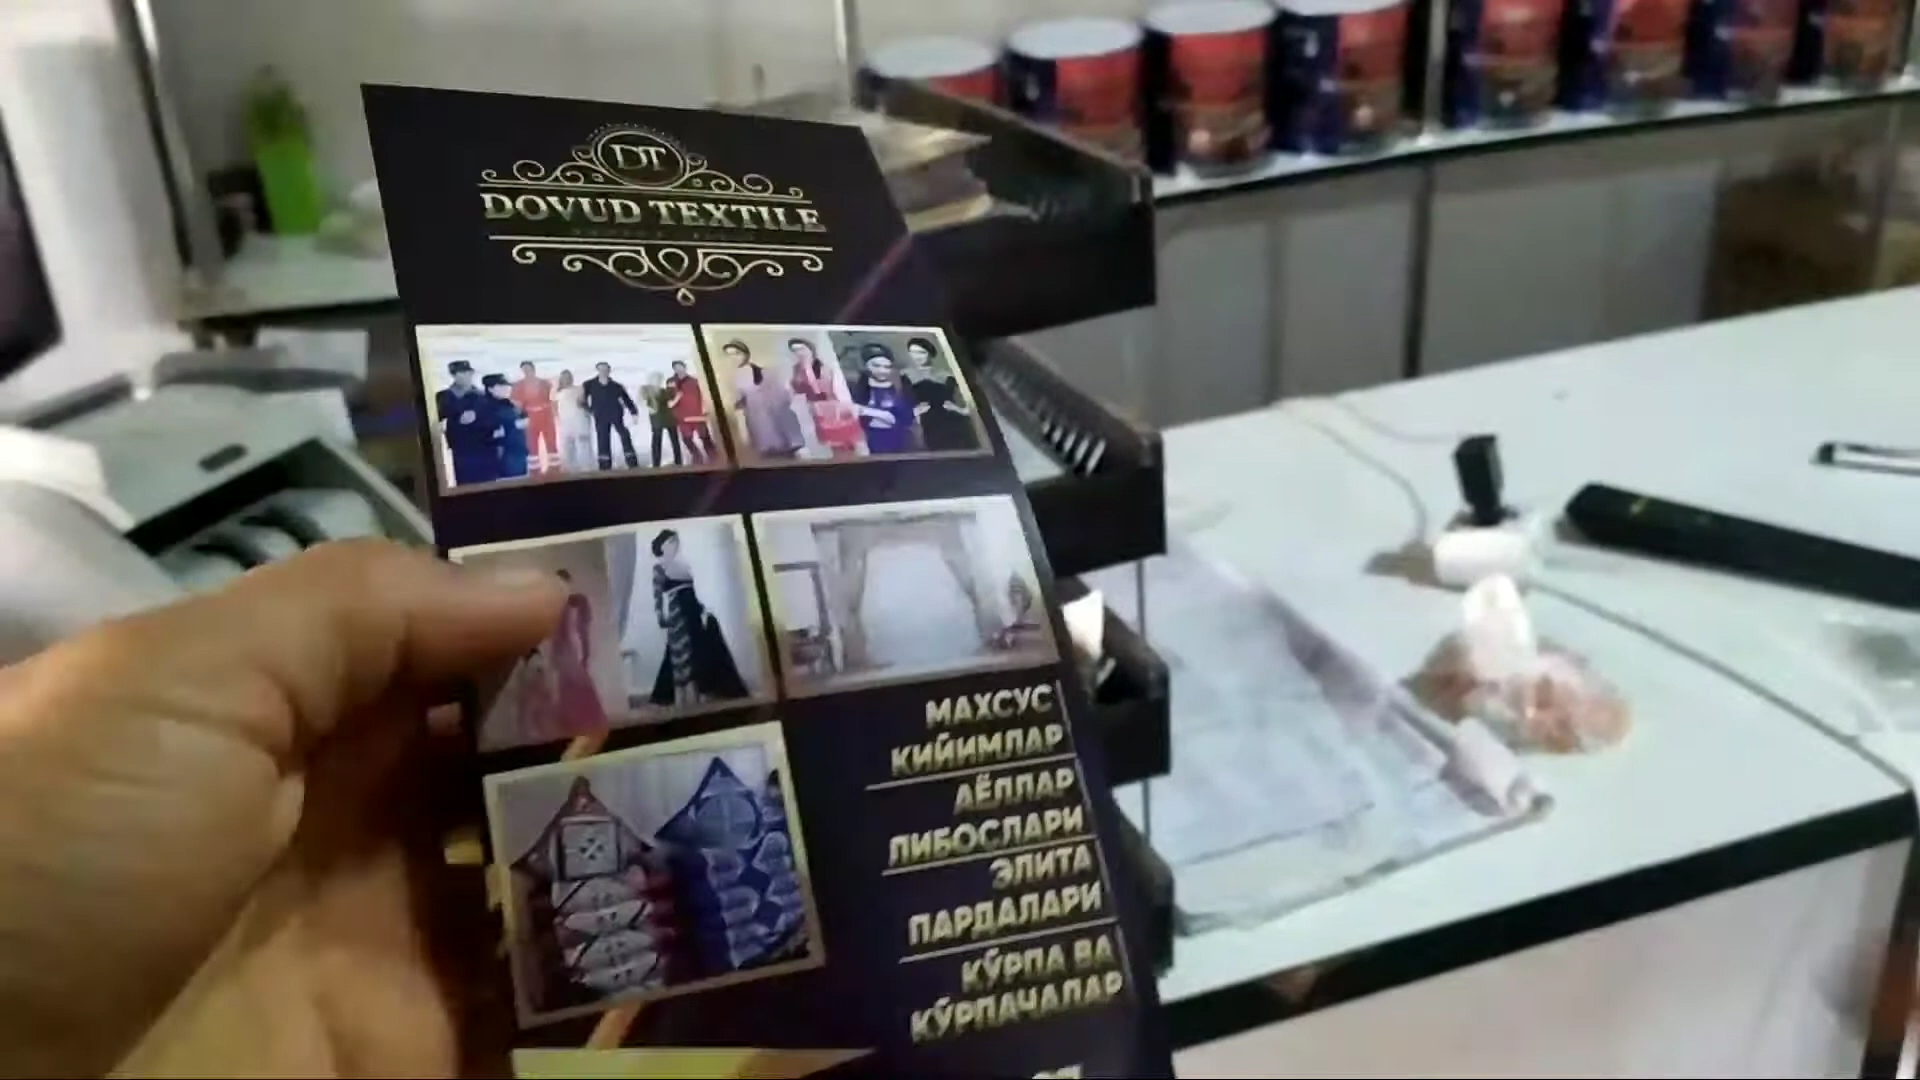 DT
DOVUD TEXTILE
МАХСУС
КИЙИМЛАР
АЁЛЛАР
ЛИБОСЛАРИ
ЭЛИТА
ПАРДАЛАРИ
КЎРПА ВА
КЎРПАЧАЛАР